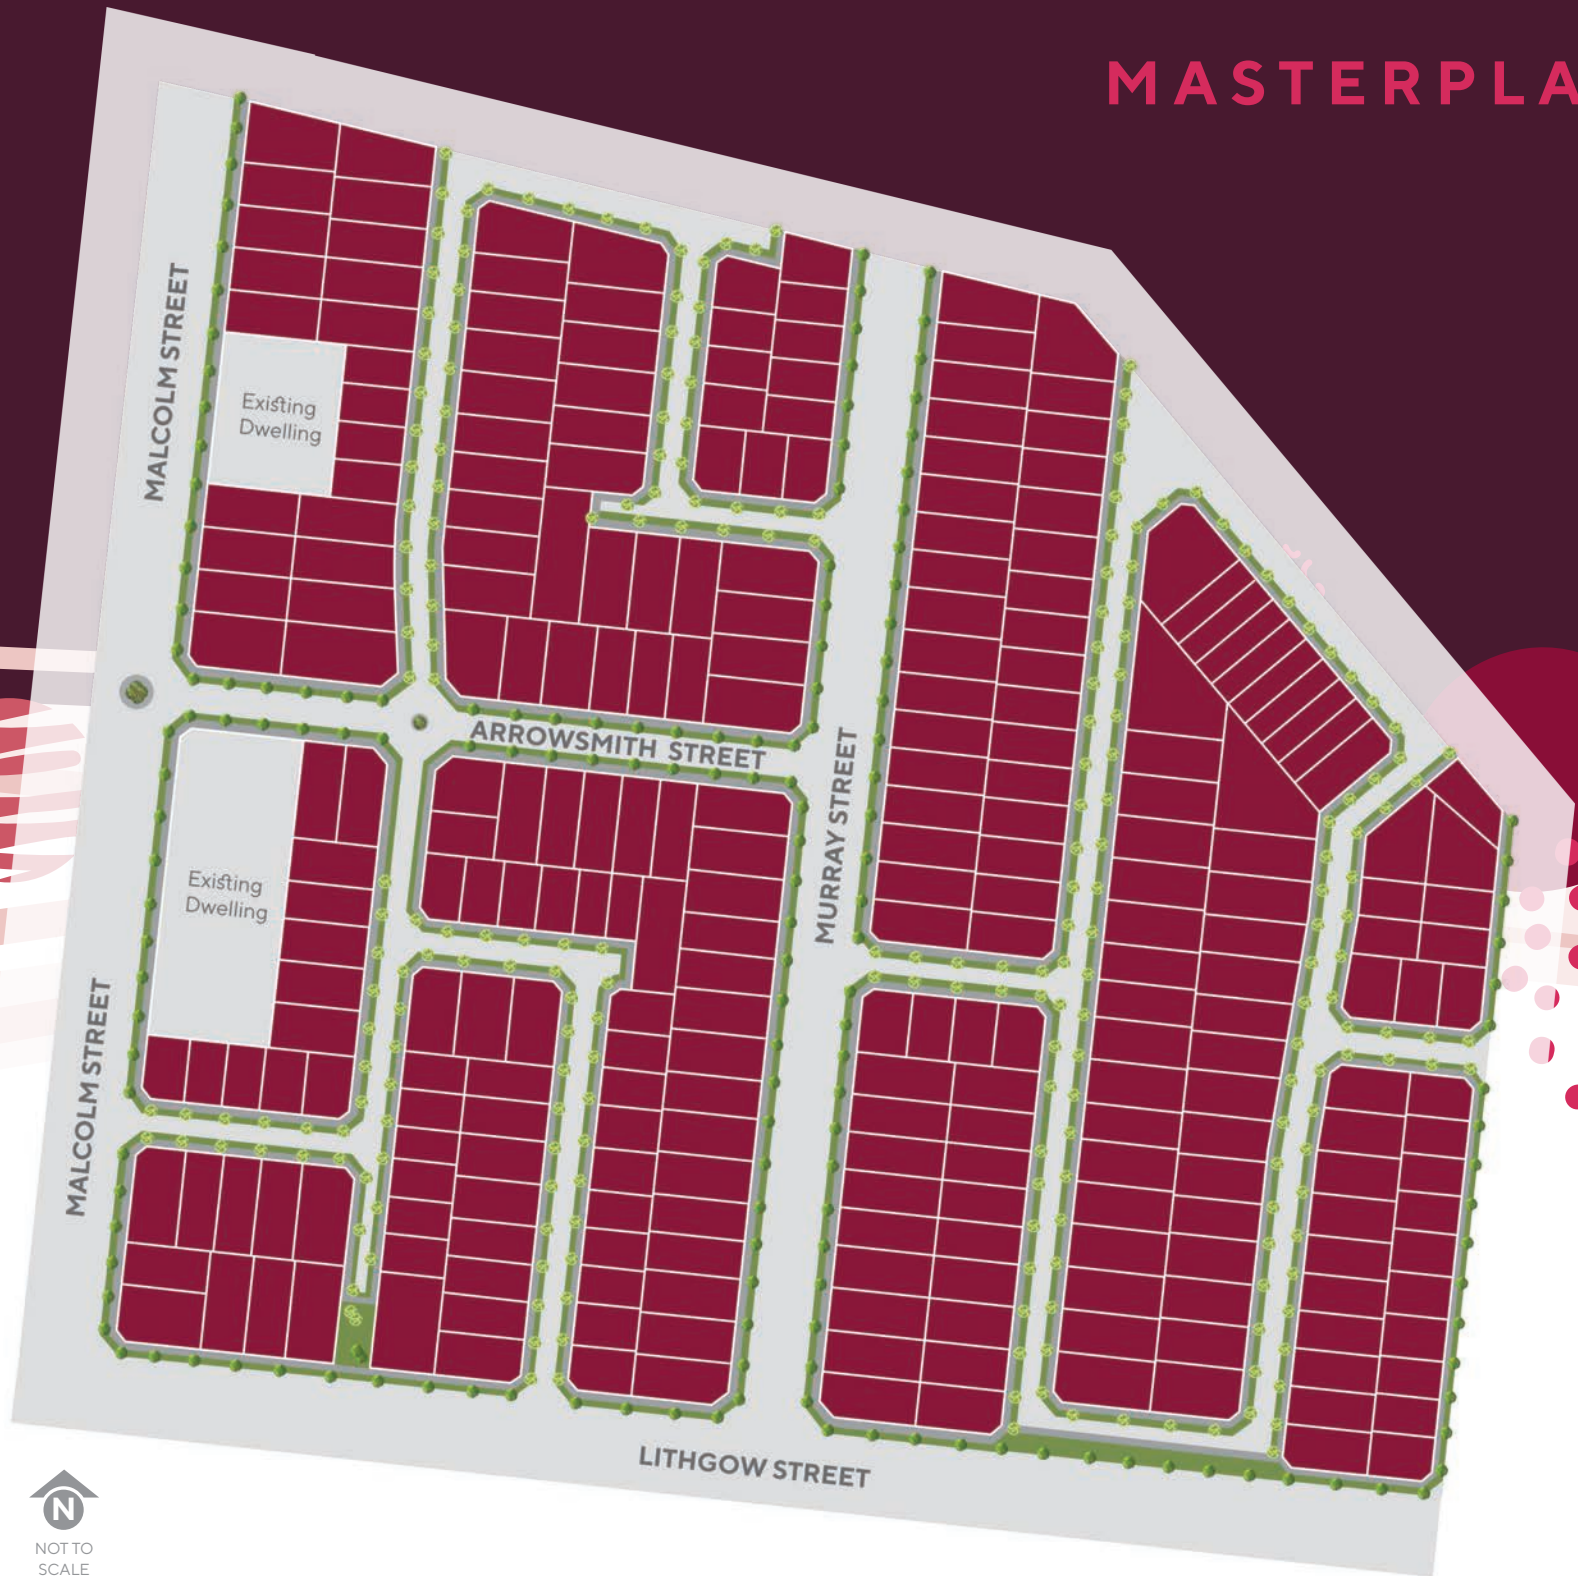 MASTERPLA
MALCOLM STREET
Existing
Dwelling
ARROWSMITH STREET
MURRAY STREET
Existing
Dwelling
MALCOLM STREET
LITHGOW STREET
N
NOT TO
SCALE